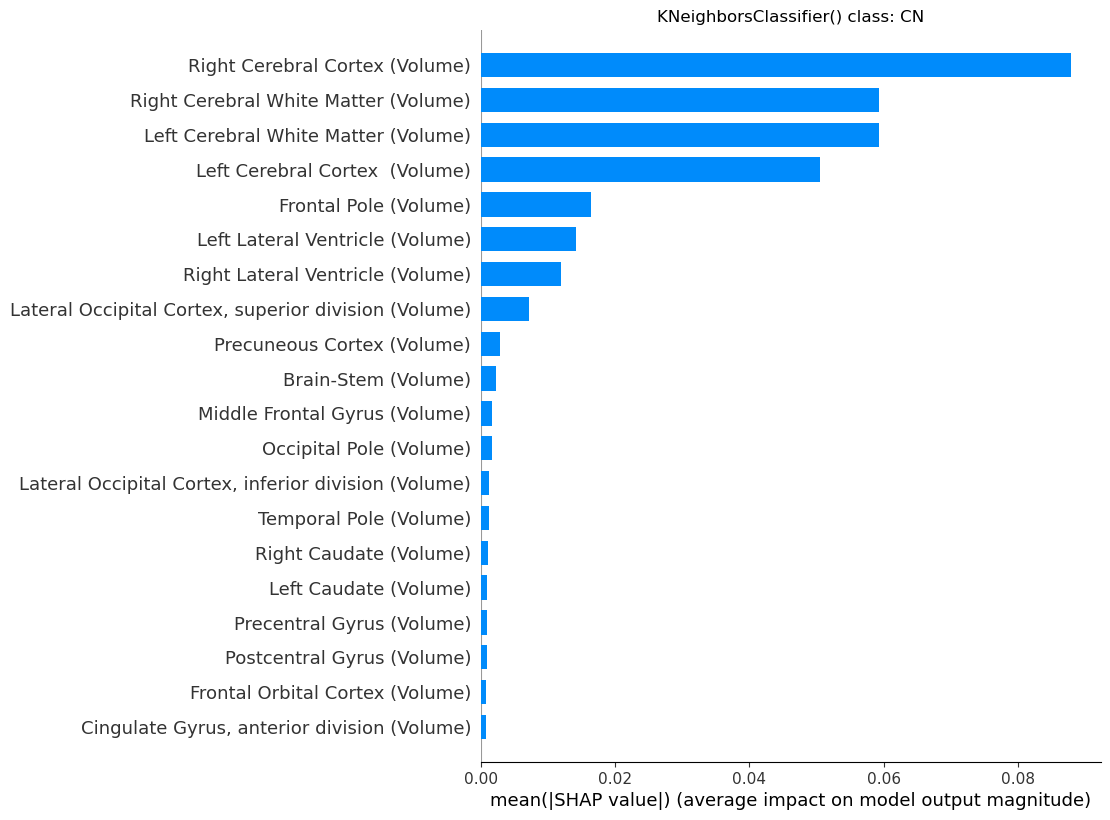 KNeighborsClassifier() class: CN
Right Cerebral Cortex (Volume)
Right Cerebral White Matter (Volume)
Left Cerebral White Matter (Volume)
Left Cerebral Cortex  (Volume)
Frontal Pole (Volume)
Left Lateral Ventricle (Volume)
Right Lateral Ventricle (Volume)
Lateral Occipital Cortex, superior division (Volume)
Precuneous Cortex (Volume)
Brain-Stem (Volume)
Middle Frontal Gyrus (Volume)
Occipital Pole (Volume)
Lateral Occipital Cortex, inferior division (Volume)
Temporal Pole (Volume)
Right Caudate (Volume)
Left Caudate (Volume)
Precentral Gyrus (Volume)
Postcentral Gyrus (Volume)
Frontal Orbital Cortex (Volume)
Cingulate Gyrus, anterior division (Volume)
0.00 0.02 0.04 0.06 0.08
mean(|SHAP value|) (average impact on model output magnitude)